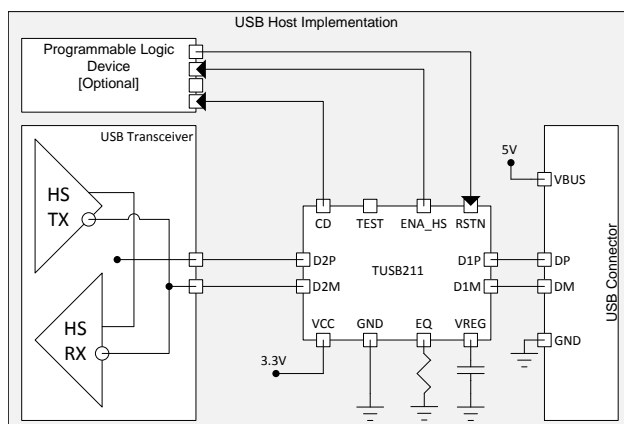 USB Host Implementation
Programmable Logic
Device
[Optional]
USB Transceiver
HS
TX
HS
RX
5V
VBUS
DP
DM
GND
USB Connector
CD
TEST
ENA_HS
RSTN
D2P
D2M
TUSB211
D1P
D1M
VCC
GND
EQ
VREG
3.3V